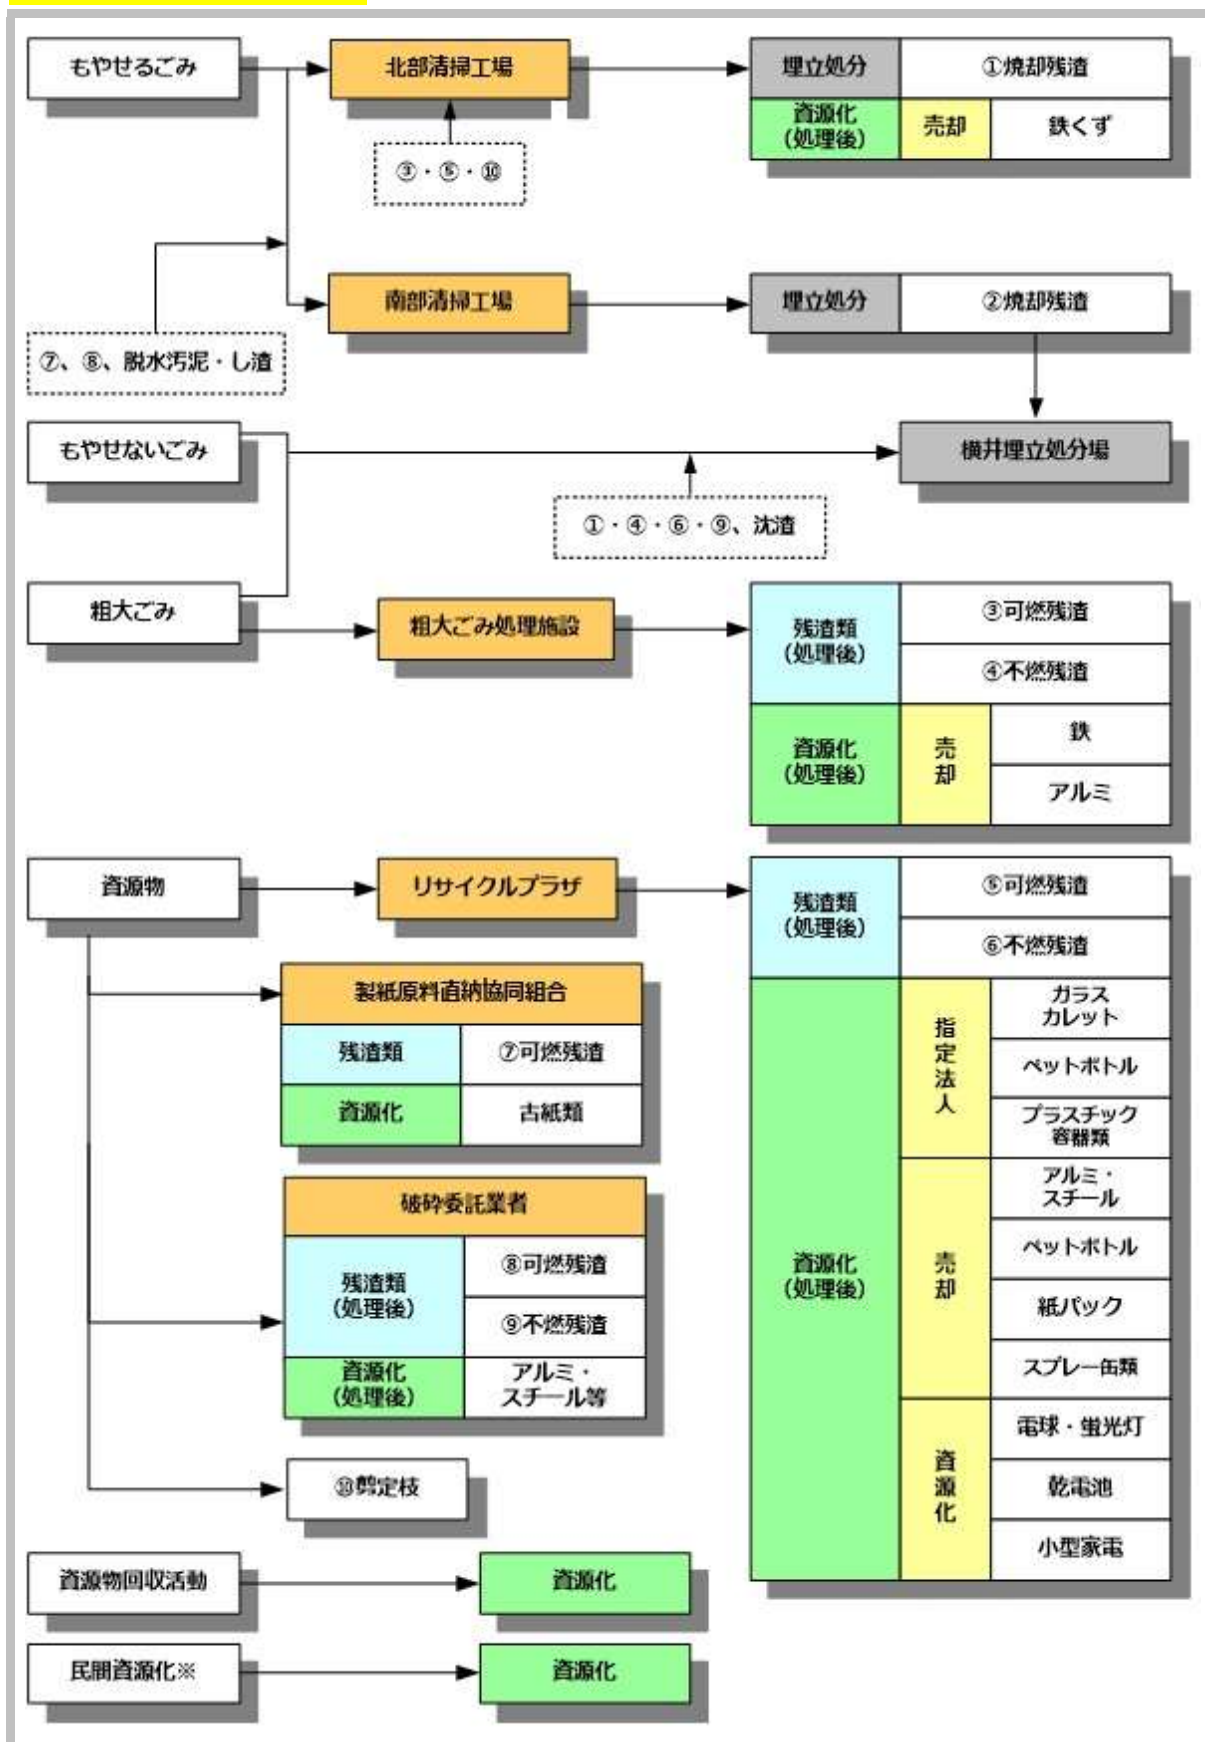 もやせるごみ
北部清掃工場
埋立処分
①焼却残渣
資源化
(処理後)
売却
鉄くず
③・⑤・⑩
南部清掃工場
埋立処分
②焼却残渣
⑦、⑧、脱水汚泥・し渣
もやせないごみ
横井埋立処分場
①・④・⑥・⑨、沈渣
粗大ごみ
粗大ごみ処理施設
残渣類
(処理後)
③可燃残渣
④不燃残渣
資源化
(処理後)
売
却
鉄
アルミ
資源物
リサイクルプラザ
残渣類
(処理後)
⑤可燃残渣
⑥不燃残渣
製紙原料直納協同組合
残渣類
⑦可燃残渣
資源化
古紙類
破砕委託業者
残渣類
(処理後)
⑧可燃残渣
⑨不燃残渣
資源化
(処理後)
アルミ・
スチール等
⑩剪定枝
資源化
(処理後)
指
定
法
人
ガラス
カレット
ペットボトル
プラスチック
容器類
売
却
アルミ・
スチール
ペットボトル
紙パック
スプレー缶類
資
源
化
電球・蛍光灯
乾電池
小型家電
資源物回収活動
資源化
民間資源化※
資源化